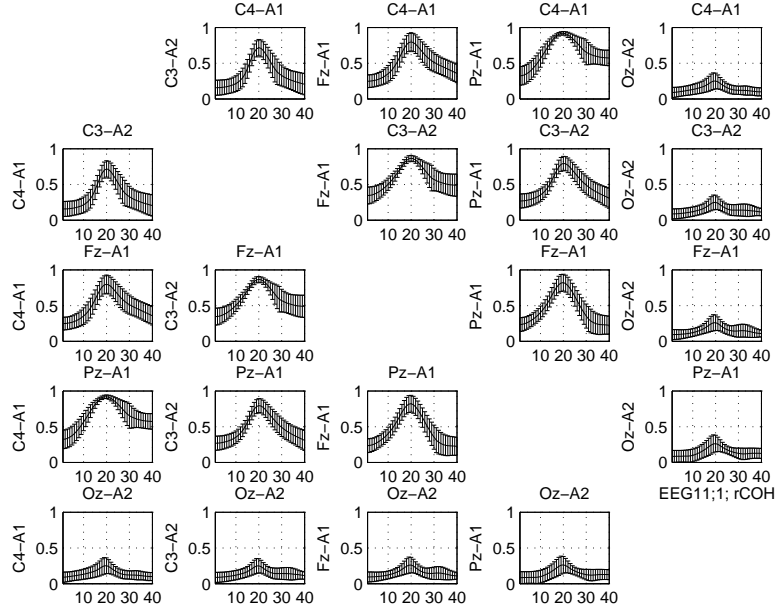 C4−A1 C4−A1 C4−A1 C4−A1
C3−A2 Fz−A1 Pz−A1 Oz−A2
1 1 1 1
0.5 0.5 0.5 0.5
0 0 0 0
10 20 30 40 10 20 30 40 10 20 30 40 10 20 30 40
C3−A2 C3−A2 C3−A2 C3−A2
C4−A1 Fz−A1 Pz−A1 Oz−A2
1 1 1 1
0.5 0.5 0.5 0.5
0 0 0 0
10 20 30 40 10 20 30 40 10 20 30 40 10 20 30 40
Fz−A1 Fz−A1 Fz−A1 Fz−A1
C4−A1 C3−A2 Pz−A1 Oz−A2
1 1 1 1
0.5 0.5 0.5 0.5
0 0 0 0
10 20 30 40 10 20 30 40 10 20 30 40 10 20 30 40
Pz−A1 Pz−A1 Pz−A1 Pz−A1
C4−A1 C3−A2 Fz−A1 Oz−A2
1 1 1 1
0.5 0.5 0.5 0.5
0 0 0 0
10 20 30 40 10 20 30 40 10 20 30 40 10 20 30 40
Oz−A2 Oz−A2 Oz−A2 Oz−A2 EEG11;1; rCOH
C4−A1 C3−A2 Fz−A1 Pz−A1
1 1 1 1
0.5 0.5 0.5 0.5
0 0 0 0
10 20 30 40 10 20 30 40 10 20 30 40 10 20 30 40